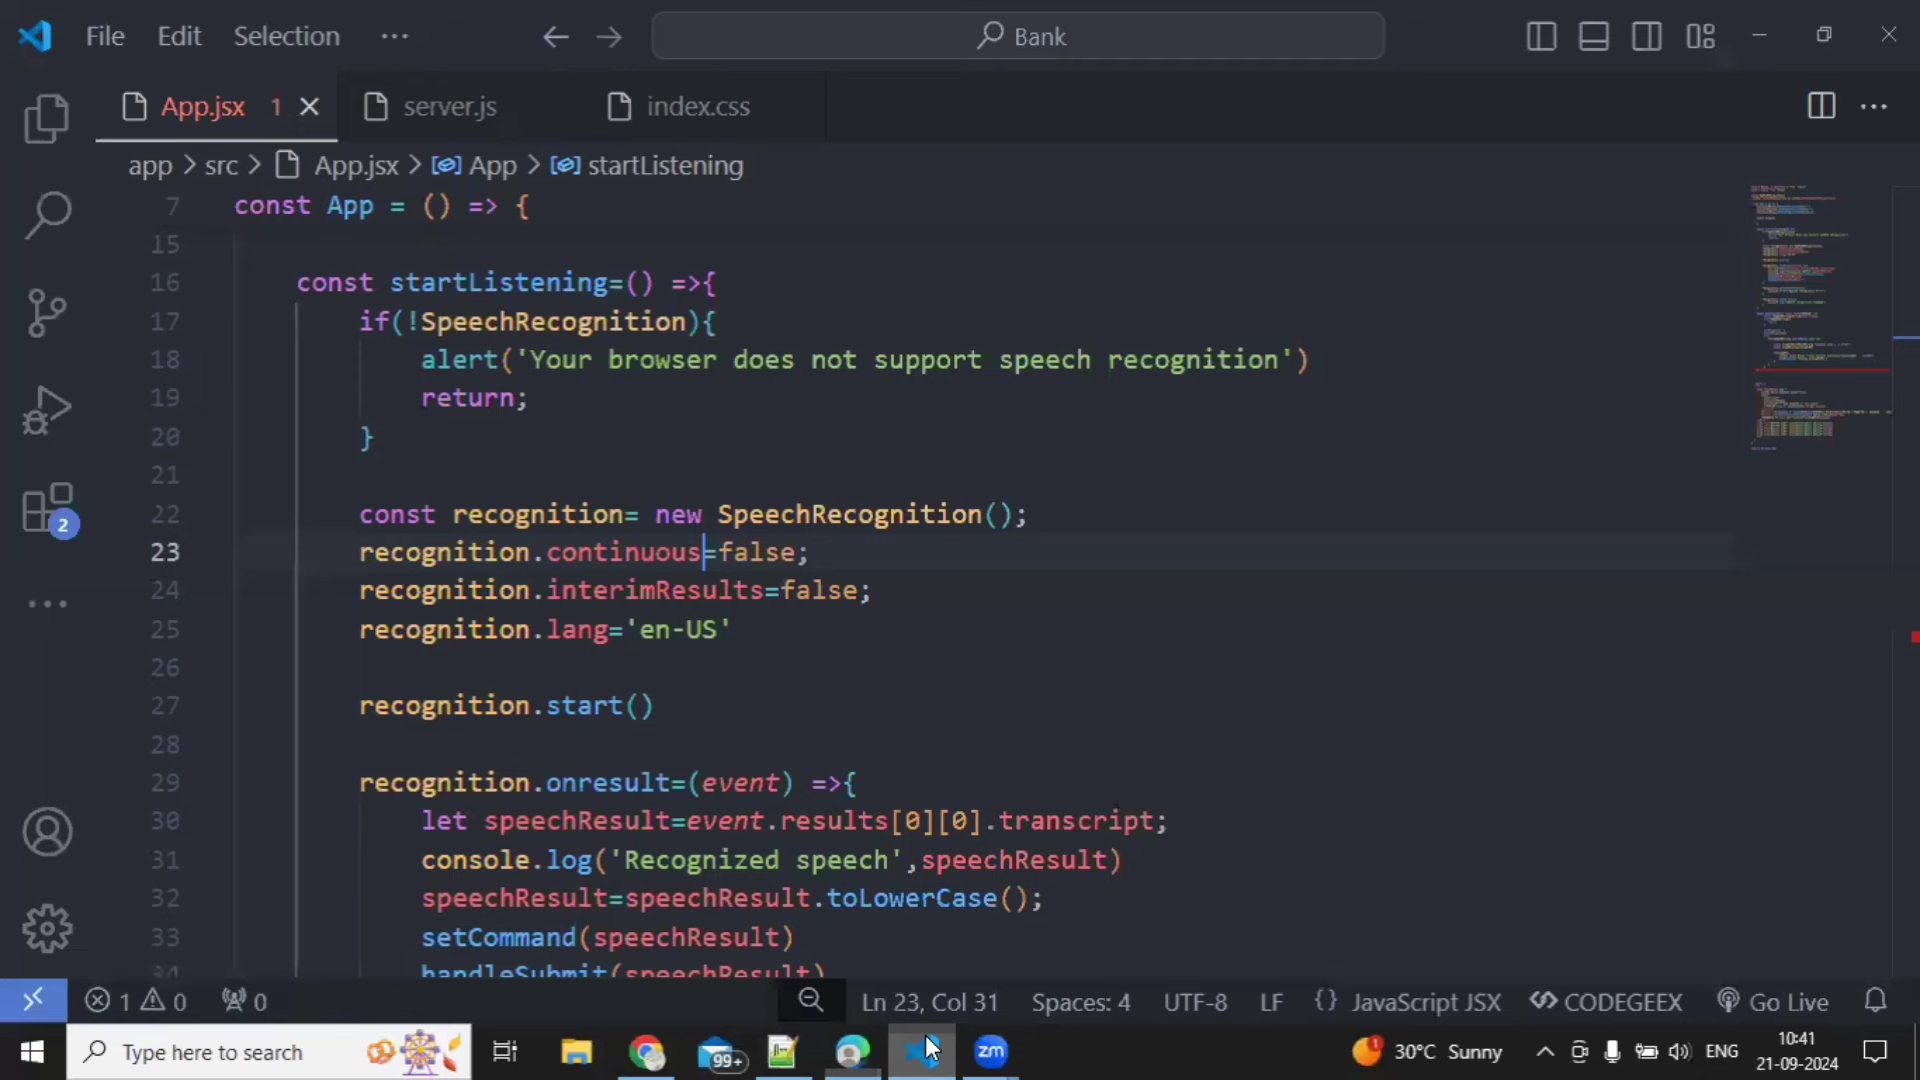 File Edit Selection ··· Bank
App.jsx 1 server.js index.css ···
app > src > App.jsx > App > startListening
7 const App = () => {
15
16 const startListening=() =>{
17 if(!SpeechRecognition){
18 alert('Your browser does not support speech recognition')
19 return;
20 }
21
22 const recognition= new SpeechRecognition();
23 recognition.continuous=false;
24 recognition.interimResults=false;
25 recognition.lang='en-US'
26
27 recognition.start()
28
29 recognition.onresult=(event) =>{
30 let speechResult=event.results[0][0].transcript;
31 console.log('Recognized speech',speechResult)
32 speechResult=speechResult.toLowerCase();
33 setCommand(speechResult)
34 handleSubmit(speechResult)
2
1 0 0 Ln 23, Col 31 Spaces: 4 UTF-8 LF {} JavaScript JSX CODEGEEX Go Live
Type here to search 99+ zm 1 30°C Sunny ENG 10:41
21-09-2024